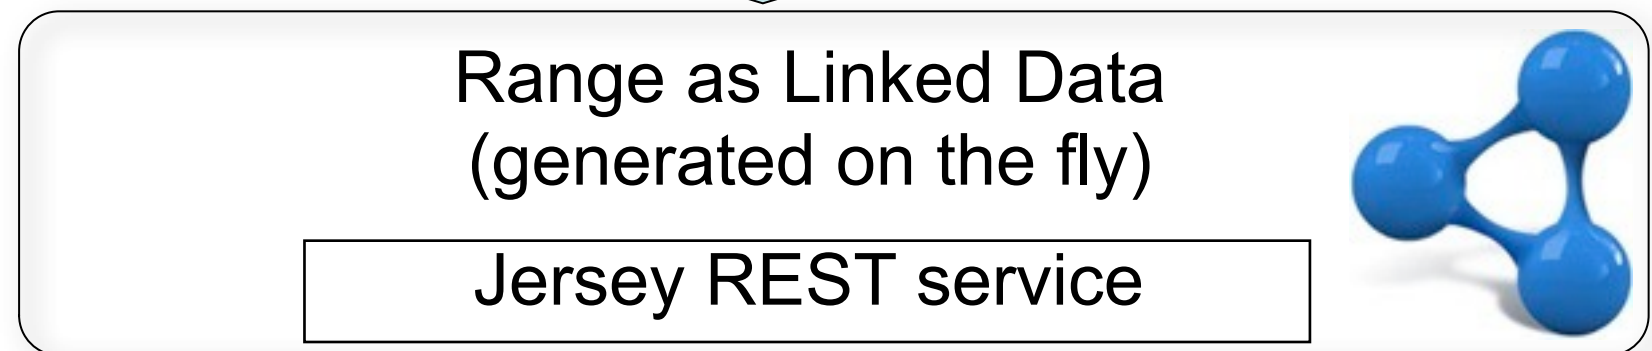 Range as Linked Data
(generated on the fly)
Jersey REST service